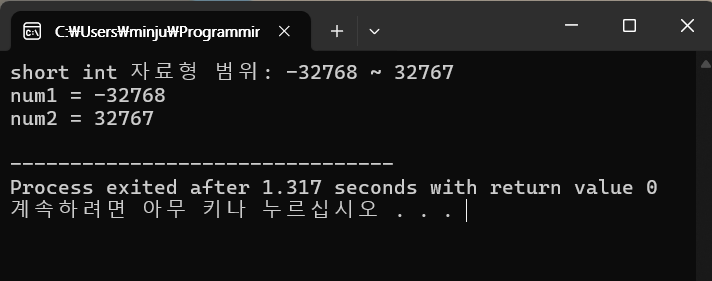 C:₩Users₩minju₩Programmir
short int 자료형 범위: -32768 ~ 32767
num1 = -32768
num2 = 32767
--------------------------------
Process exited after 1.317 seconds with return value 0
계속하려면 아무 키나 누르십시오 . . .